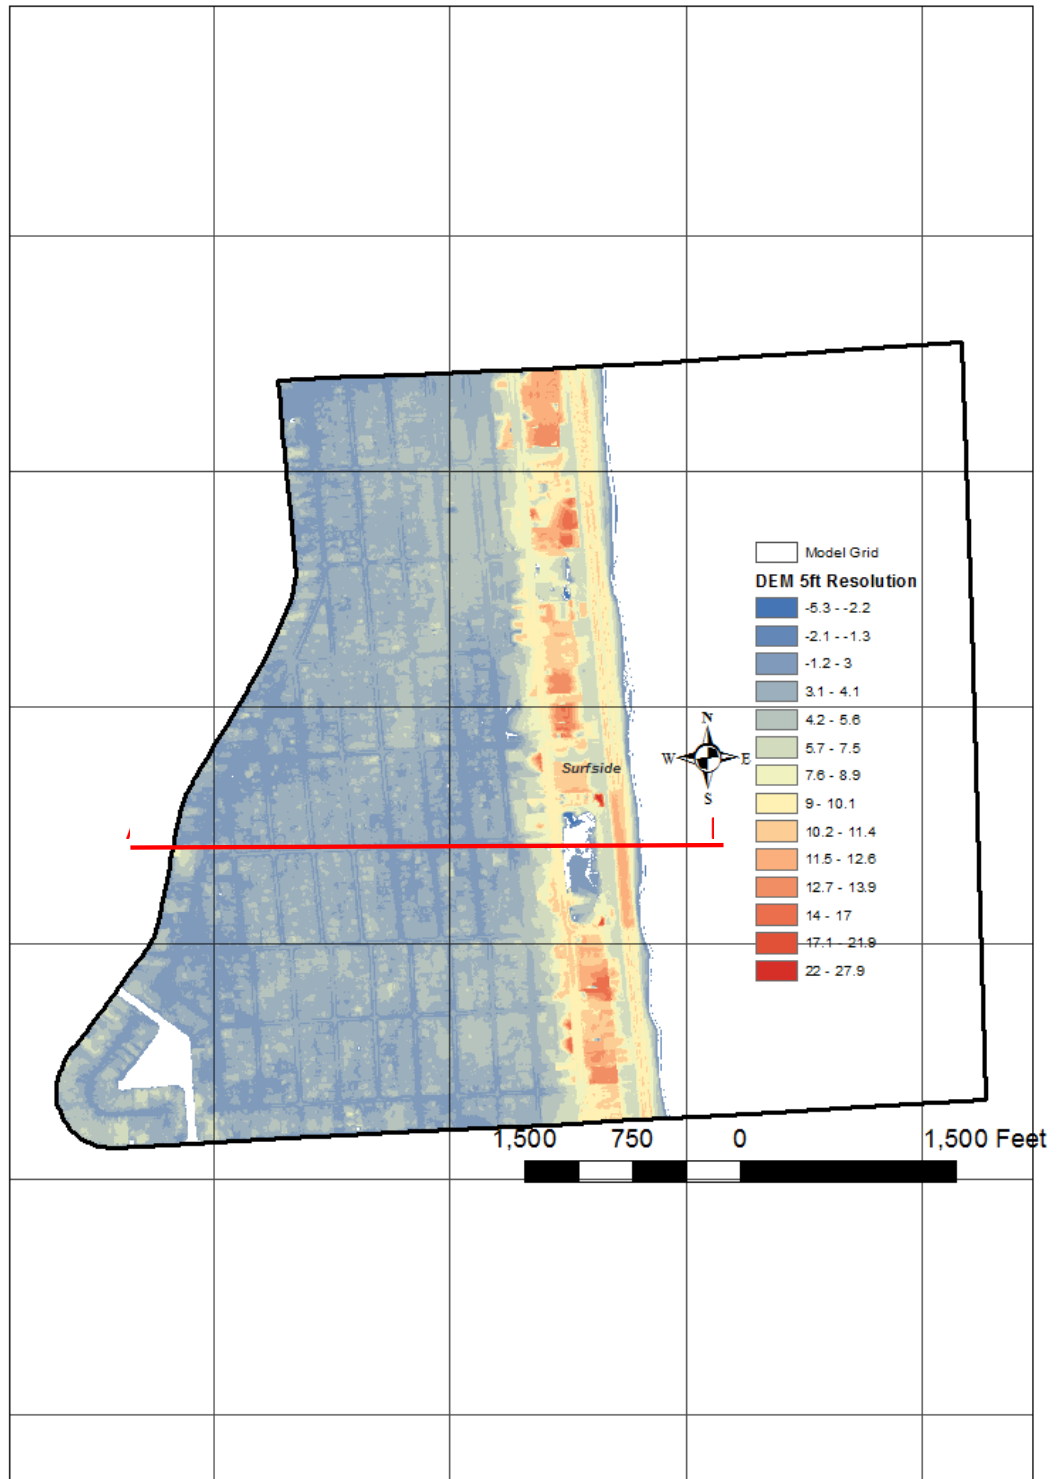 Model Grid
DEM 5ft Resolution
-5.3 - -2.2
-2.1 - -1.3
-1.2 - 3
3.1 - 4.1
4.2 - 5.6
5.7 - 7.5
7.6 - 8.9
9 - 10.1
10.2 - 11.4
11.5 - 12.6
12.7 - 13.9
14 - 17
17.1 - 21.9
22 - 27.9
N
W E
S
Surfside
1,500 750 0 1,500 Feet